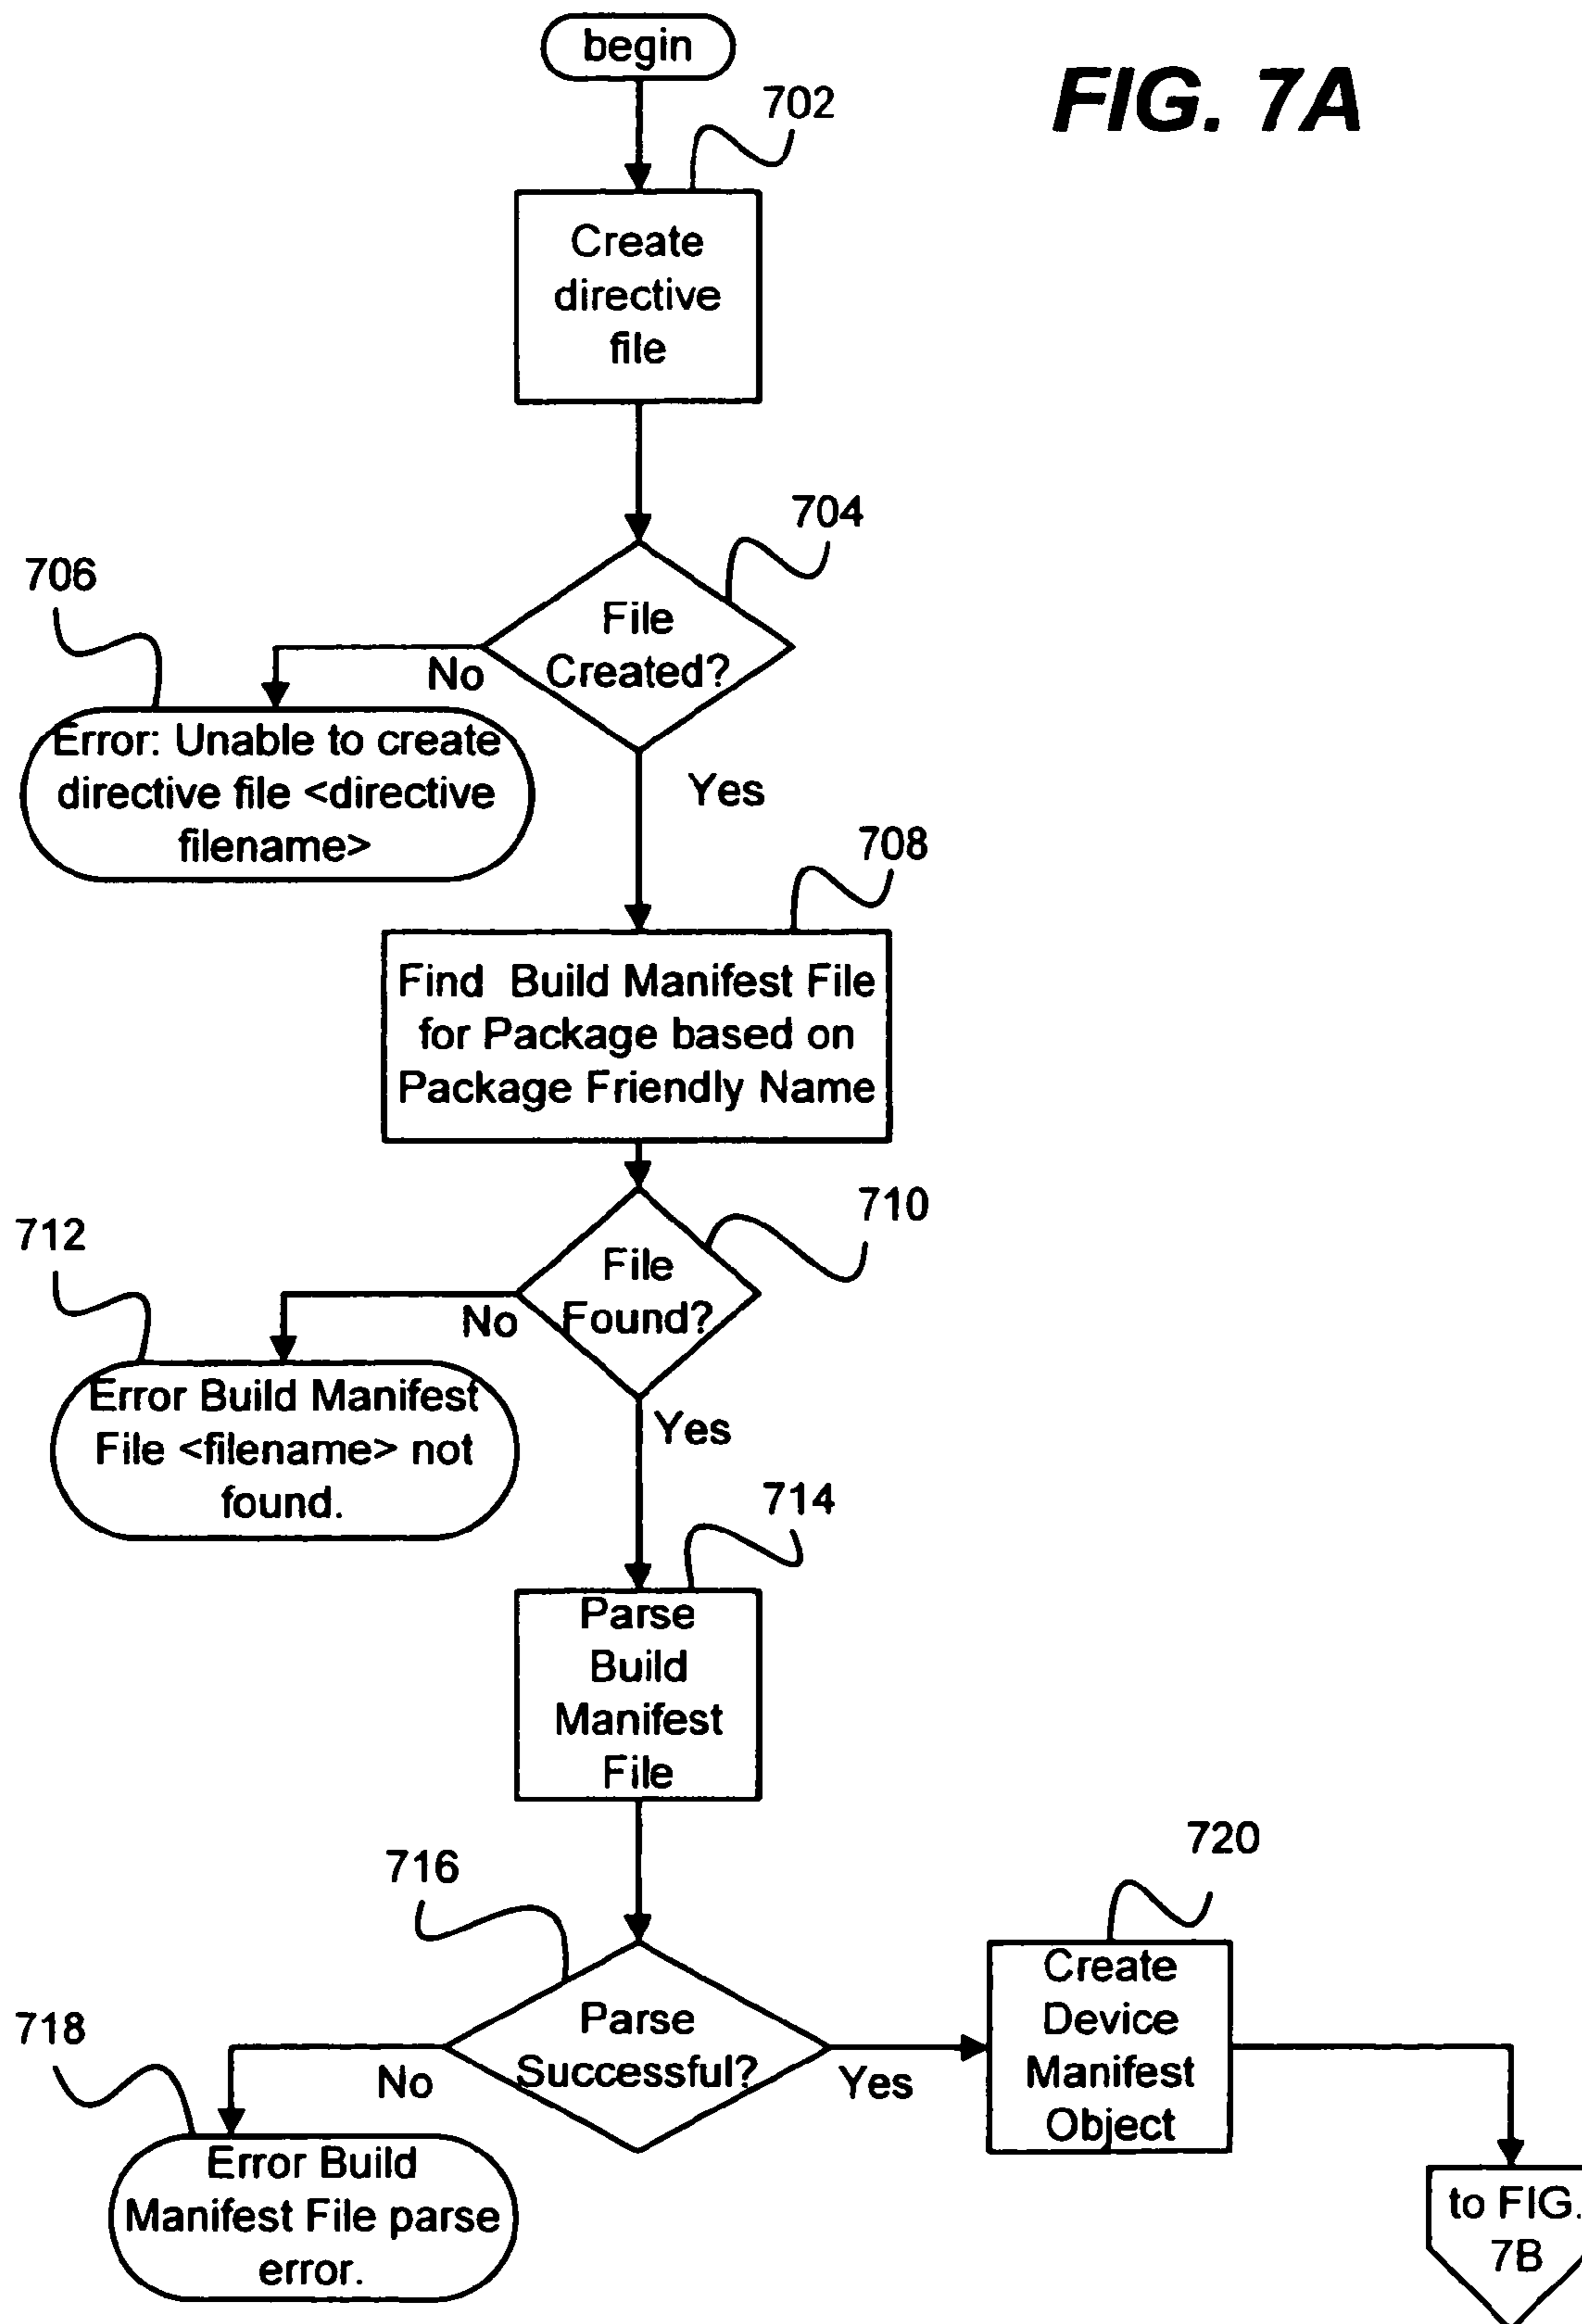 begin
FIG. 7A
702
Create
directive
file
704
File
Created?
706
No
Error: Unable to create
directive file <directive
filename>
Yes
708
Find Build Manifest File
for Package based on
Package Friendly Name
710
File
Found?
712
No
Error Build Manifest
File <filename> not
found.
Yes
714
Parse
Build
Manifest
File
716
Parse
Successful?
718
No
Error Build
Manifest File parse
error.
Yes
720
Create
Device
Manifest
Object
to FIG.
7B